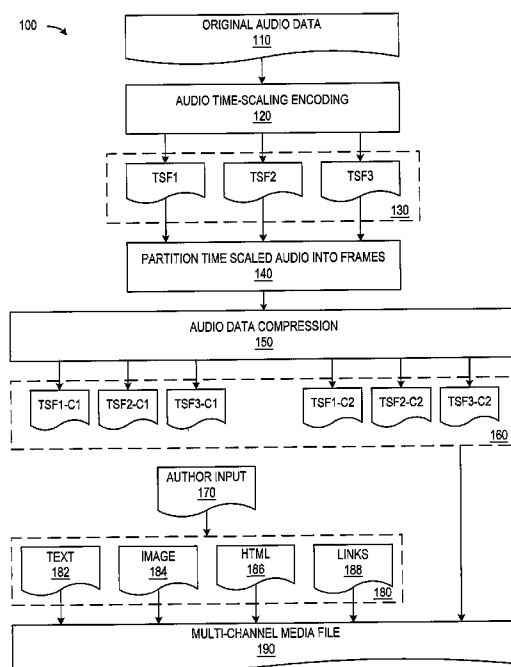 100
ORIGINAL AUDIO DATA
110
AUDIO TIME-SCALING ENCODING
120
TSF1 TSF2 TSF3
130
PARTITION TIME SCALED AUDIO INTO FRAMES
140
AUDIO DATA COMPRESSION
150
TSF1-C1 TSF2-C1 TSF3-C1 TSF1-C2 TSF2-C2 TSF3-C2
160
AUTHOR INPUT
170
TEXT IMAGE HTML LINKS
182 184 186 188
180
MULTI-CHANNEL MEDIA FILE
190